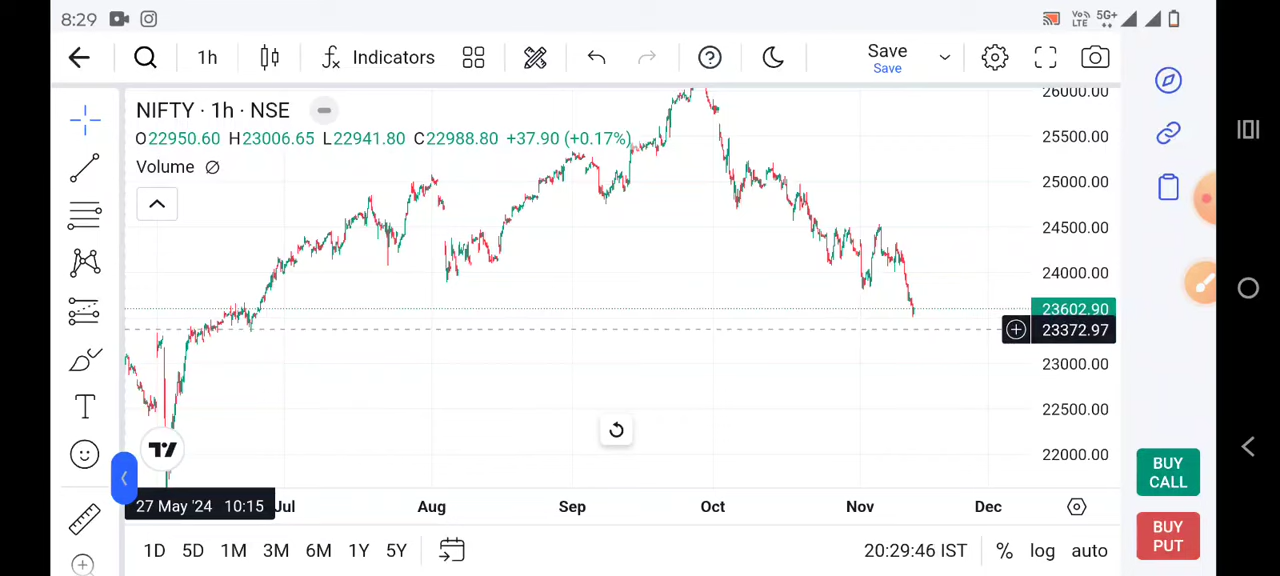 8:29
Vo)) LTE 5G+
1h Indicators Save
Save
NIFTY · 1h · NSE
O22950.60 H23006.65 L22941.80 C22988.80 +37.90 (+0.17%)
Volume
26000.00
25500.00
25000.00
24500.00
24000.00
23602.90
23372.97
23000.00
22500.00
22000.00
T
BUY
CALL
BUY
PUT
27 May '24 10:15 Jul Aug Sep Oct Nov Dec
1D 5D 1M 3M 6M 1Y 5Y 20:29:46 IST % log auto